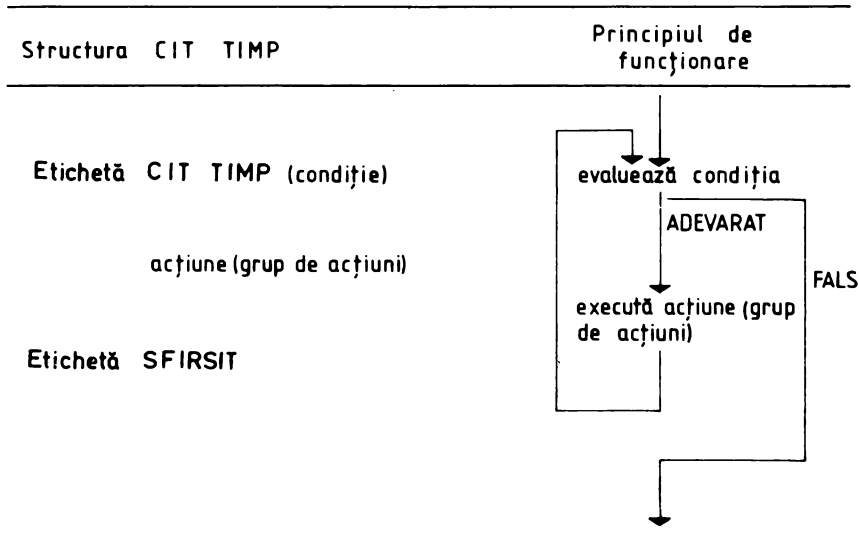 Structura CIT TIMP
Principiul de
funcționare
Etichetă CIT TIMP (condiție)
acțiune (grup de acțiuni)
Etichetă SFIRSIT
evaluează condiția
ADEVARAT
FALS
execută acțiune (grup
de acțiuni)